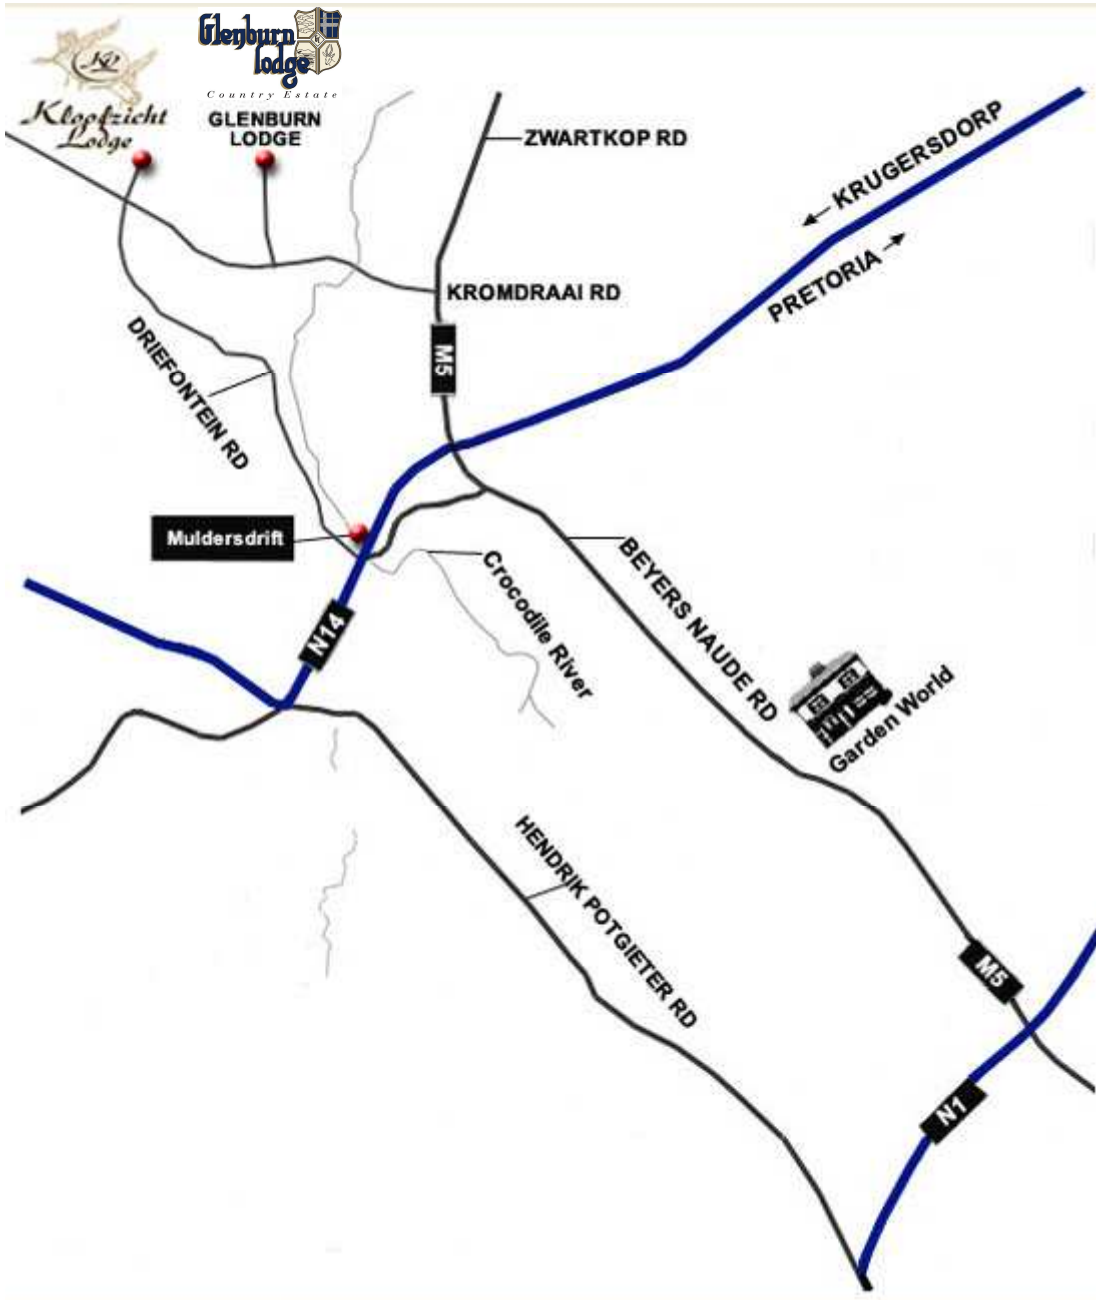 KL
Kloofzicht
Lodge
Glenburn
lodge
Country Estate
GLENBURN
LODGE
ZWARTKOP RD
← KRUGERSDORP
PRETORIA →
KROMDRAAI RD
M5
DRIEFONTEIN RD
Muldersdrift
Crocodile River
BEYERS NAUDE RD
N14
Garden World
HENDRIK POTGIETER RD
M5
N1